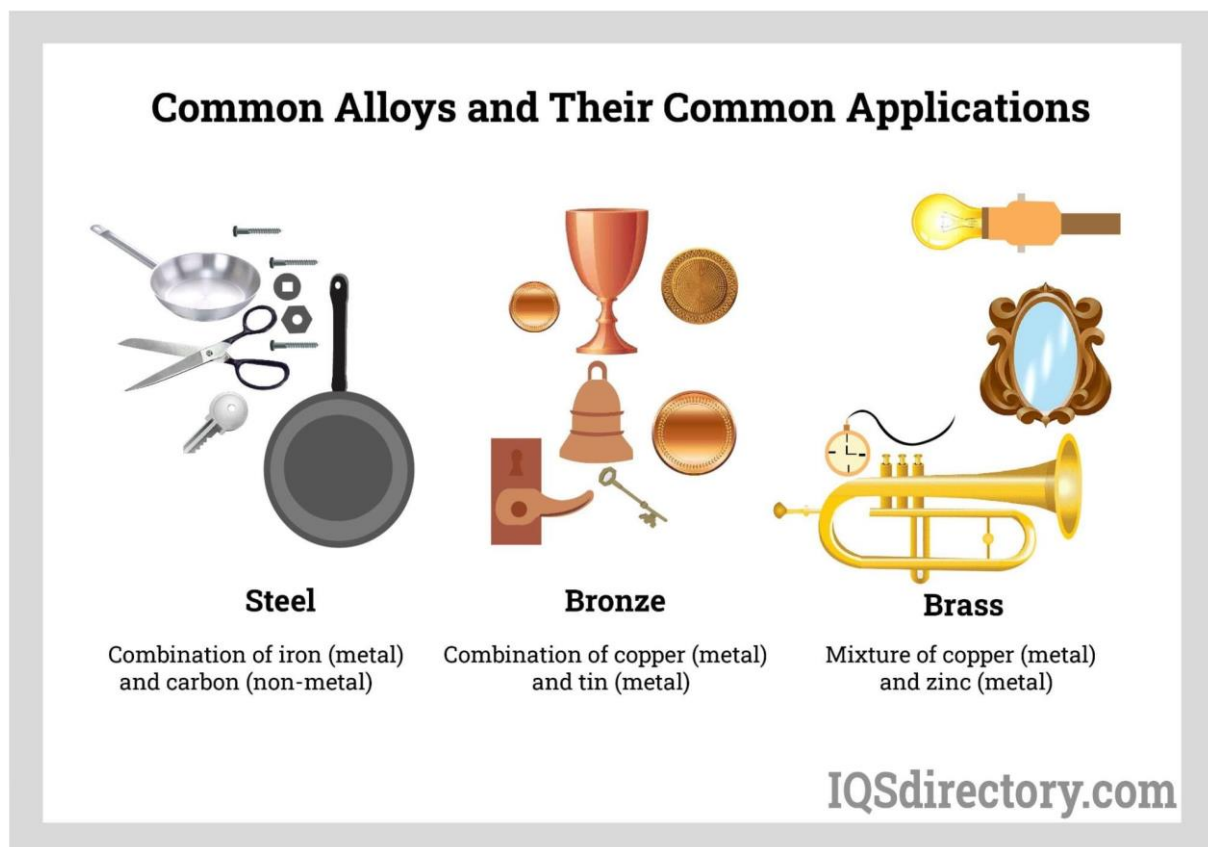 Common Alloys and Their Common Applications
Steel
Combination of iron (metal)
and carbon (non-metal)
Bronze
Combination of copper (metal)
and tin (metal)
Brass
Mixture of copper (metal)
and zinc (metal)
IQSdirectory.com